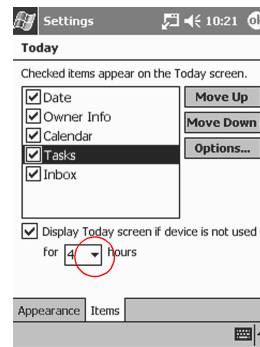 Settings 10:21 ok
Today
Checked items appear on the Today screen.
Date
Owner Info
Calendar
Tasks
Inbox
Move Up
Move Down
Options...
Display Today screen if device is not used
for 4 hours
Appearance Items